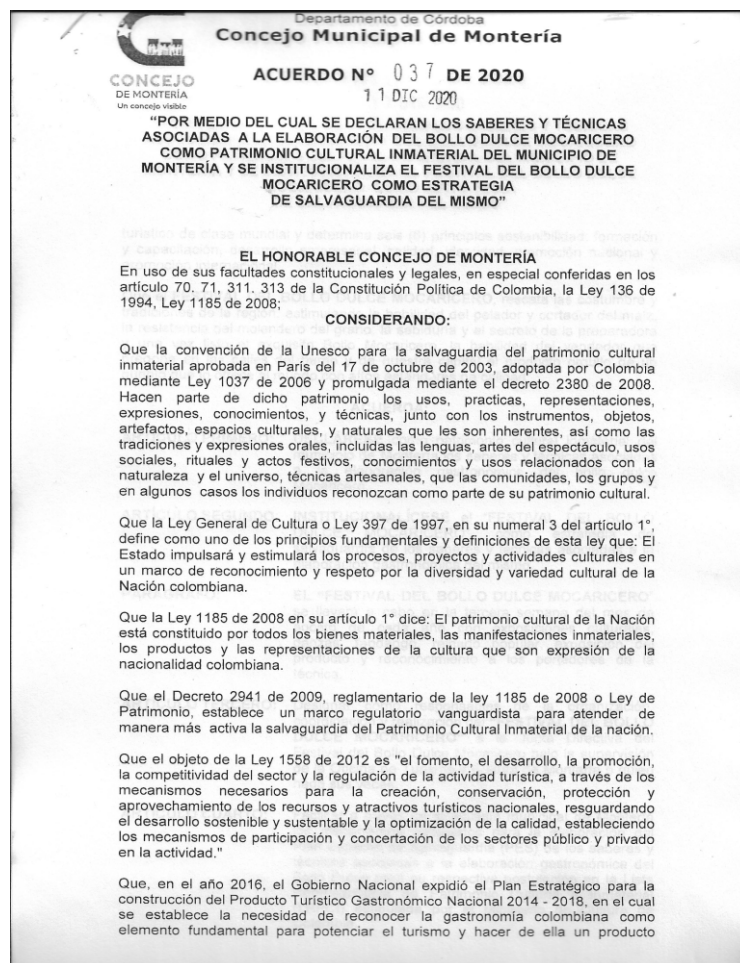 Departamento de Córdoba
Concejo Municipal de Montería
CONCEJO
DE MONTERÍA
Un concejo visible
ACUERDO Nº 037 DE 2020
11 DIC 2020
“POR MEDIO DEL CUAL SE DECLARAN LOS SABERES Y TÉCNICAS
ASOCIADAS A LA ELABORACIÓN DEL BOLLO DULCE MOCARICERO
COMO PATRIMONIO CULTURAL INMATERIAL DEL MUNICIPIO DE
MONTERÍA Y SE INSTITUCIONALIZA EL FESTIVAL DEL BOLLO DULCE
MOCARICERO COMO ESTRATEGIA
DE SALVAGUARDIA DEL MISMO”
EL HONORABLE CONCEJO DE MONTERÍA
En uso de sus facultades constitucionales y legales, en especial conferidas en los
artículo 70. 71, 311. 313 de la Constitución Política de Colombia, la Ley 136 de
1994, Ley 1185 de 2008;
CONSIDERANDO:
Que la convención de la Unesco para la salvaguardia del patrimonio cultural
inmaterial aprobada en París del 17 de octubre de 2003, adoptada por Colombia
mediante Ley 1037 de 2006 y promulgada mediante el decreto 2380 de 2008.
Hacen parte de dicho patrimonio los usos, practicas, representaciones,
expresiones, conocimientos, y técnicas, junto con los instrumentos, objetos,
artefactos, espacios culturales, y naturales que les son inherentes, así como las
tradiciones y expresiones orales, incluidas las lenguas, artes del espectáculo, usos
sociales, rituales y actos festivos, conocimientos y usos relacionados con la
naturaleza y el universo, técnicas artesanales, que las comunidades, los grupos y
en algunos casos los individuos reconozcan como parte de su patrimonio cultural.
Que la Ley General de Cultura o Ley 397 de 1997, en su numeral 3 del artículo 1°,
define como uno de los principios fundamentales y definiciones de esta ley que: El
Estado impulsará y estimulará los procesos, proyectos y actividades culturales en
un marco de reconocimiento y respeto por la diversidad y variedad cultural de la
Nación colombiana.
Que la Ley 1185 de 2008 en su artículo 1° dice: El patrimonio cultural de la Nación
está constituido por todos los bienes materiales, las manifestaciones inmateriales,
los productos y las representaciones de la cultura que son expresión de la
nacionalidad colombiana.
Que el Decreto 2941 de 2009, reglamentario de la ley 1185 de 2008 o Ley de
Patrimonio, establece un marco regulatorio vanguardista para atender de
manera más activa la salvaguardia del Patrimonio Cultural Inmaterial de la nación.
Que el objeto de la Ley 1558 de 2012 es "el fomento, el desarrollo, la promoción,
la competitividad del sector y la regulación de la actividad turística, a través de los
mecanismos necesarios para la creación, conservación, protección y
aprovechamiento de los recursos y atractivos turísticos nacionales, resguardando
el desarrollo sostenible y sustentable y la optimización de la calidad, estableciendo
los mecanismos de participación y concertación de los sectores público y privado
en la actividad."
Que, en el año 2016, el Gobierno Nacional expidió el Plan Estratégico para la
construcción del Producto Turístico Gastronómico Nacional 2014 - 2018, en el cual
se establece la necesidad de reconocer la gastronomía colombiana como
elemento fundamental para potenciar el turismo y hacer de ella un producto